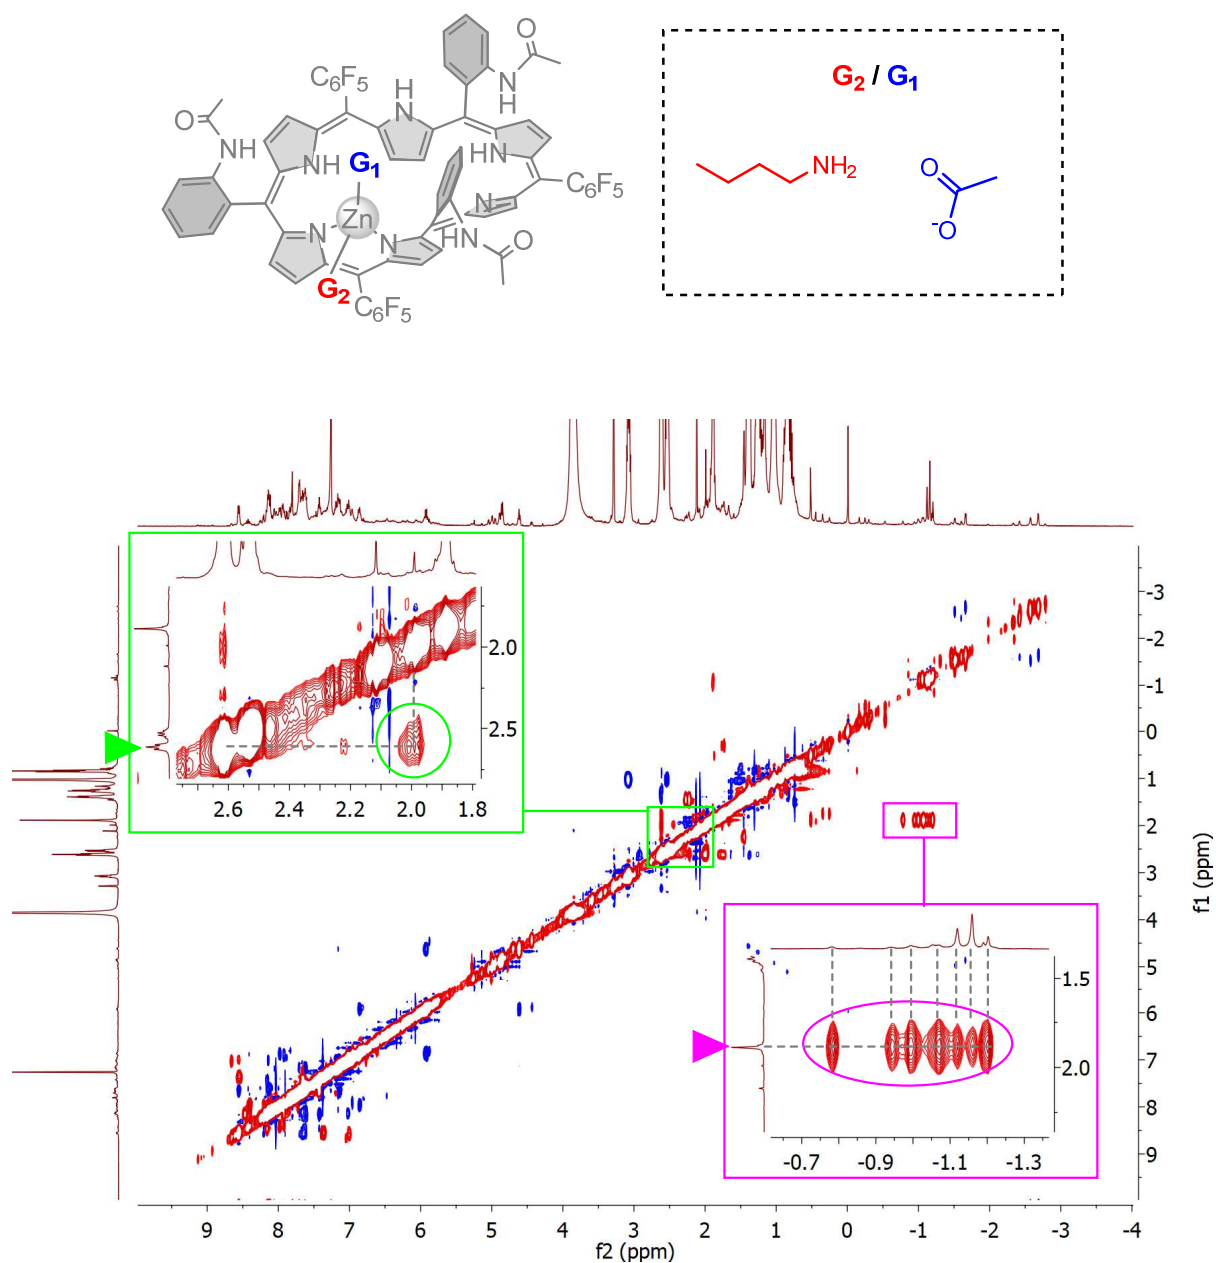 C6F5
H
N
O
N
H
O
NH
NH
G1
HN
N
C6F5
Zn
N
N
HN
O
G2
C6F5
G2 / G1
NH2
O
-O
2.0
2.5
2.6 2.4 2.2 2.0 1.8
-3
-2
-1
0
1
2
3
4
5
6
7
8
9
f1 (ppm)
1.5
2.0
-0.7 -0.9 -1.1 -1.3
9 8 7 6 5 4 3 2 1 0 -1 -2 -3 -4
f2 (ppm)